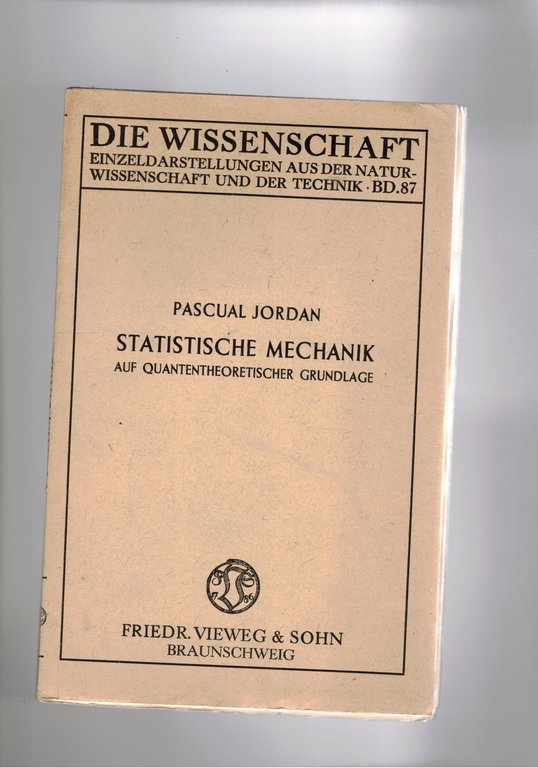 DIE WISSENSCHAFT
EINZELDARSTELLUNGEN AUS DER NATUR-
WISSENSCHAFT UND DER TECHNIK · BD. 87
PASCUAL JORDAN
STATISTISCHE MECHANIK
AUF QUANTENTHEORETISCHER GRUNDLAGE
FRIEDR. VIEWEG & SOHN
BRAUNSCHWEIG